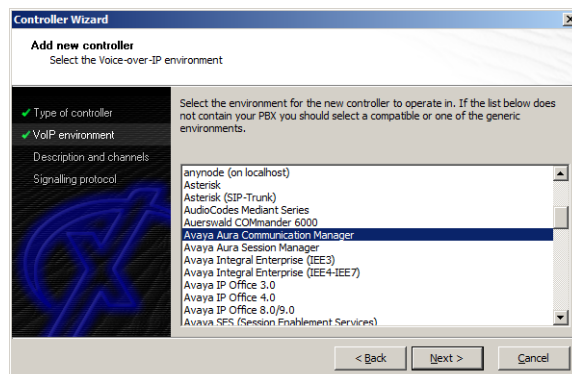 Controller Wizard
Add new controller
Select the Voice-over-IP environment
Type of controller
VoIP environment
Description and channels
Signalling protocol
Select the environment for the new controller to operate in. If the list below does
not contain your PBX you should select a compatible or one of the generic
environments.
anynode (on localhost)
Asterisk
Asterisk (SIP-Trunk)
AudioCodes Mediant Series
Auerswald COMmander 6000
Avaya Aura Communication Manager
Avaya Aura Session Manager
Avaya Integral Enterprise (IEE3)
Avaya Integral Enterprise (IEE4-IEE7)
Avaya IP Office 3.0
Avaya IP Office 4.0
Avaya IP Office 8.0/9.0
Avaya SES (Session Enablement Services)
< Back
Next >
Cancel